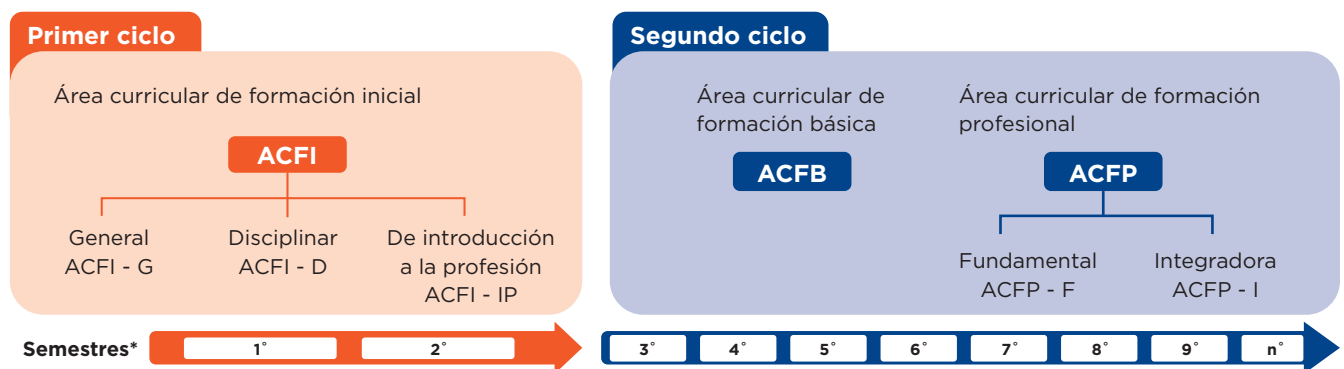 Primer ciclo
Área curricular de formación inicial
ACFI
General
ACFI - G
Disciplinar
ACFI - D
De introducción
a la profesión
ACFI - IP
Segundo ciclo
Área curricular de
formación básica
ACFB
Área curricular de formación
profesional
ACFP
Fundamental
ACFP - F
Integradora
ACFP - I
Semestres* 1° 2° 3° 4° 5° 6° 7° 8° 9° n°